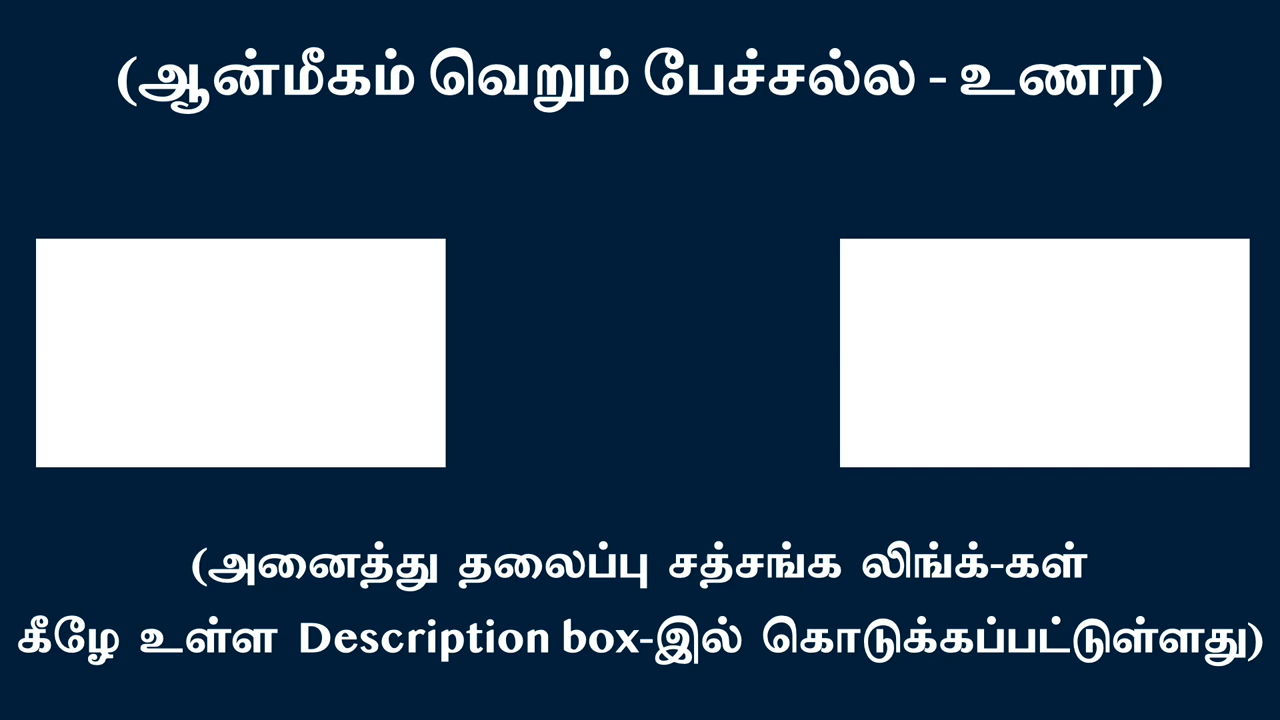 (ஆன்மீகம் வெறும் பேச்சல்ல - உணர)
(அனைத்து தலைப்பு சத்சங்க லிங்க்-கள்
கீழே உள்ள Description box-இல் கொடுக்கப்பட்டுள்ளது)